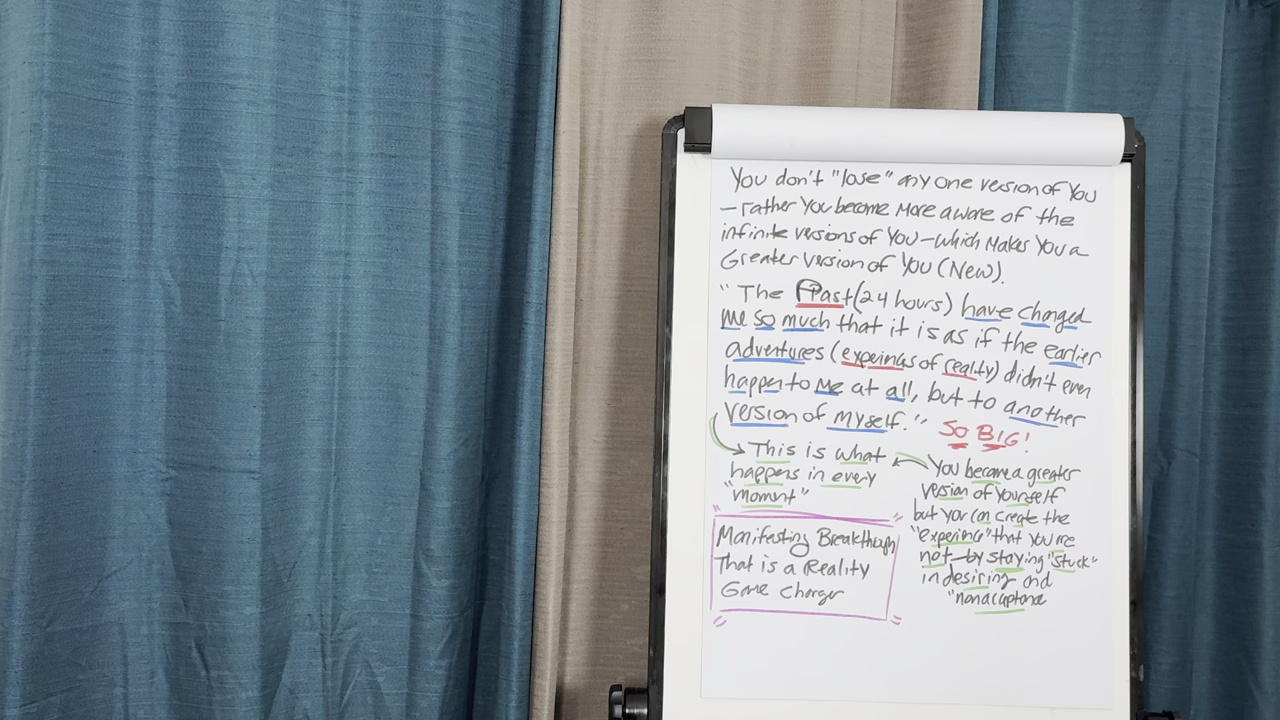 You don't "lose" any one version of You
—rather You become More aware of the
infinite versions of You—which Makes You a
Greater Version of You (New).
"The Past (24 hours) have changed
Me so much that it is as if the earlier
adventures (experincs of reality) didn't even
happen to Me at all, but to another
version of Myself."
SO BIG!
This is what
happens in every
"moment"
You become a greater
version of Yourself
but You can create the
"experinc" that you're
not—by staying "stuck"
in desiring and
"nonacceptance
Manifesting Breakthrough
That is a Reality
Game Changer